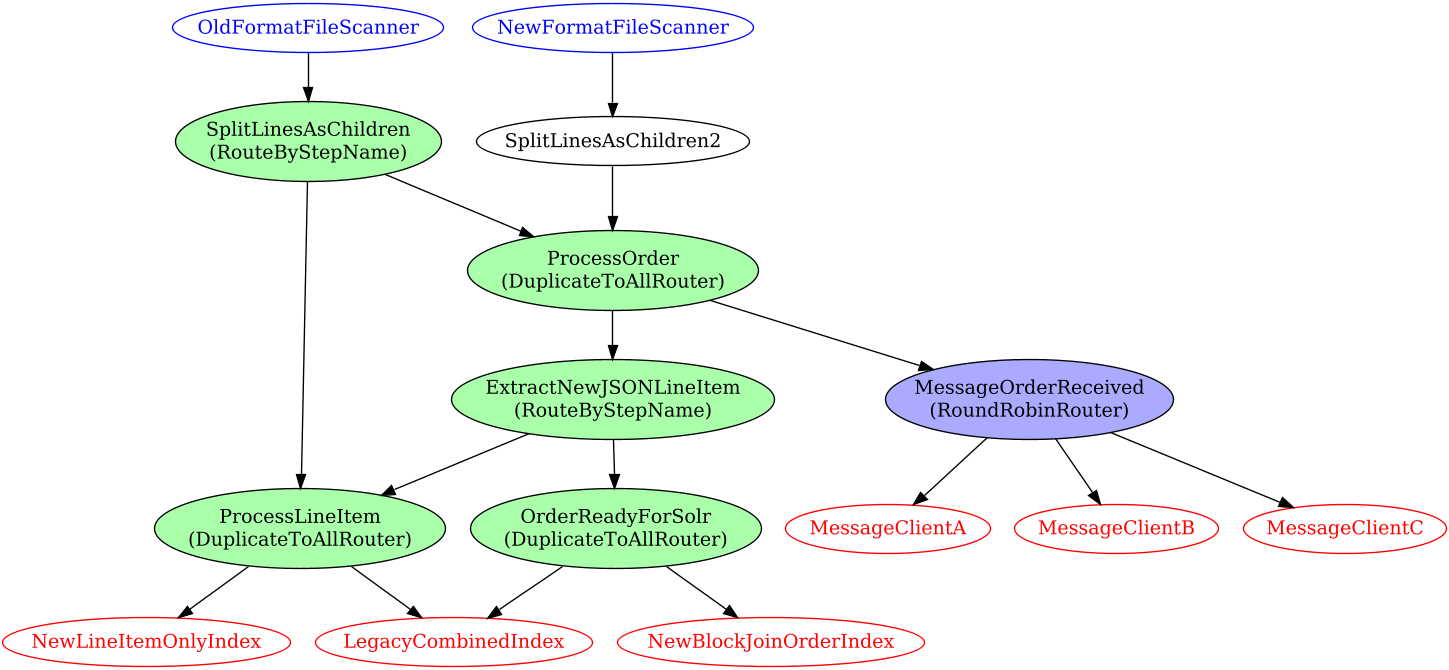 OldFormatFileScanner
NewFormatFileScanner
SplitLinesAsChildren
(RouteByStepName)
SplitLinesAsChildren2
ProcessOrder
(DuplicateToAllRouter)
ExtractNewJSONLineItem
(RouteByStepName)
MessageOrderReceived
(RoundRobinRouter)
ProcessLineItem
(DuplicateToAllRouter)
OrderReadyForSolr
(DuplicateToAllRouter)
MessageClientA
MessageClientB
MessageClientC
NewLineItemOnlyIndex
LegacyCombinedIndex
NewBlockJoinOrderIndex